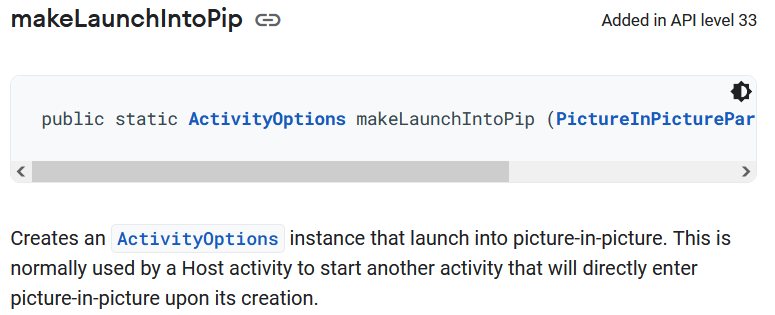 makeLaunchIntoPip
Added in API level 33
public static ActivityOptions makeLaunchIntoPip (PictureInPicturePar
Creates an ActivityOptions instance that launch into picture-in-picture. This is
normally used by a Host activity to start another activity that will directly enter
picture-in-picture upon its creation.